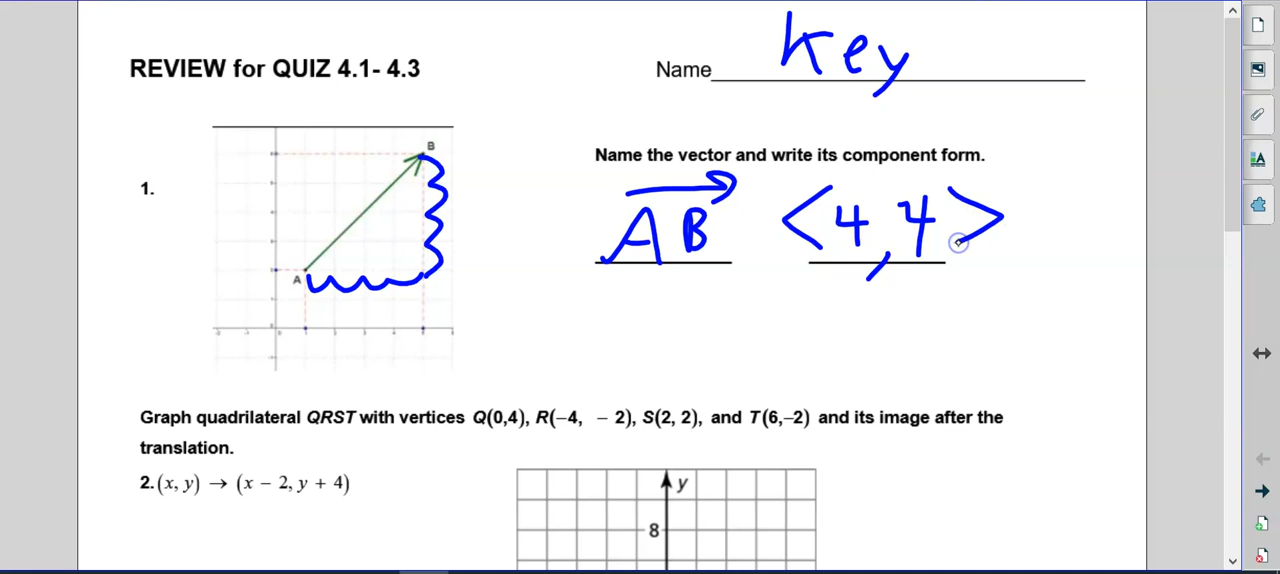 Key
REVIEW for QUIZ 4.1- 4.3
Name
B
Name the vector and write its component form.
1.
AB <4,4>
A
Graph quadrilateral QRST with vertices Q(0,4), R(−4, − 2), S(2, 2), and T(6,−2) and its image after the
translation.
2. (x, y) → (x − 2, y + 4)
y
8